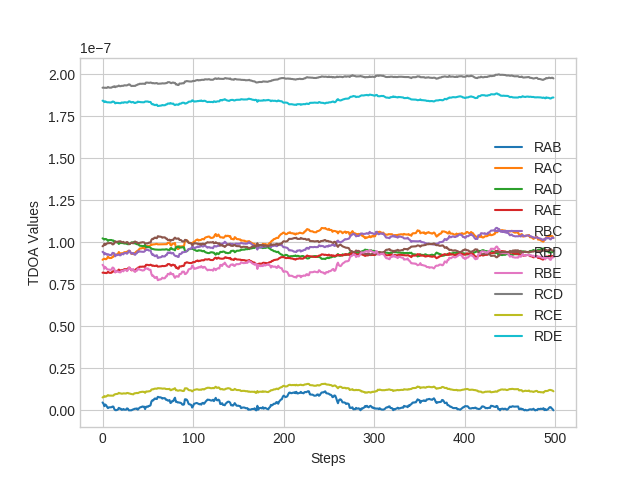 1e−7
2.00
1.75
1.50
1.25
1.00
0.75
0.50
0.25
0.00
TDOA Values
0
100
200
300
400
500
Steps
RAB
RAC
RAD
RAE
RBC
RBD
RBE
RCD
RCE
RDE